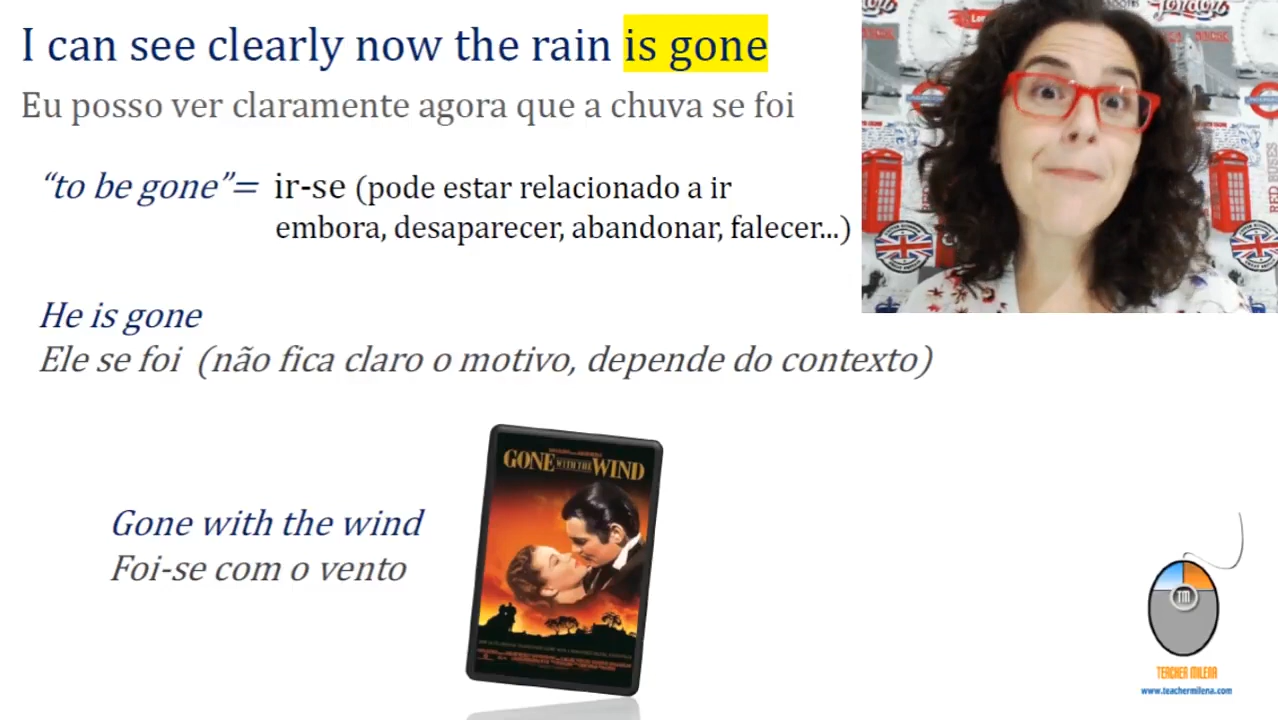 I can see clearly now the rain is gone
Eu posso ver claramente agora que a chuva se foi
“to be gone”= ir-se (pode estar relacionado a ir
embora, desaparecer, abandonar, falecer...)
He is gone
Ele se foi (não fica claro o motivo, depende do contexto)
GONE WITH THE WIND
Gone with the wind
Foi-se com o vento
RED BUSES
TM
TEACHER MILENA
www.teachermilena.com